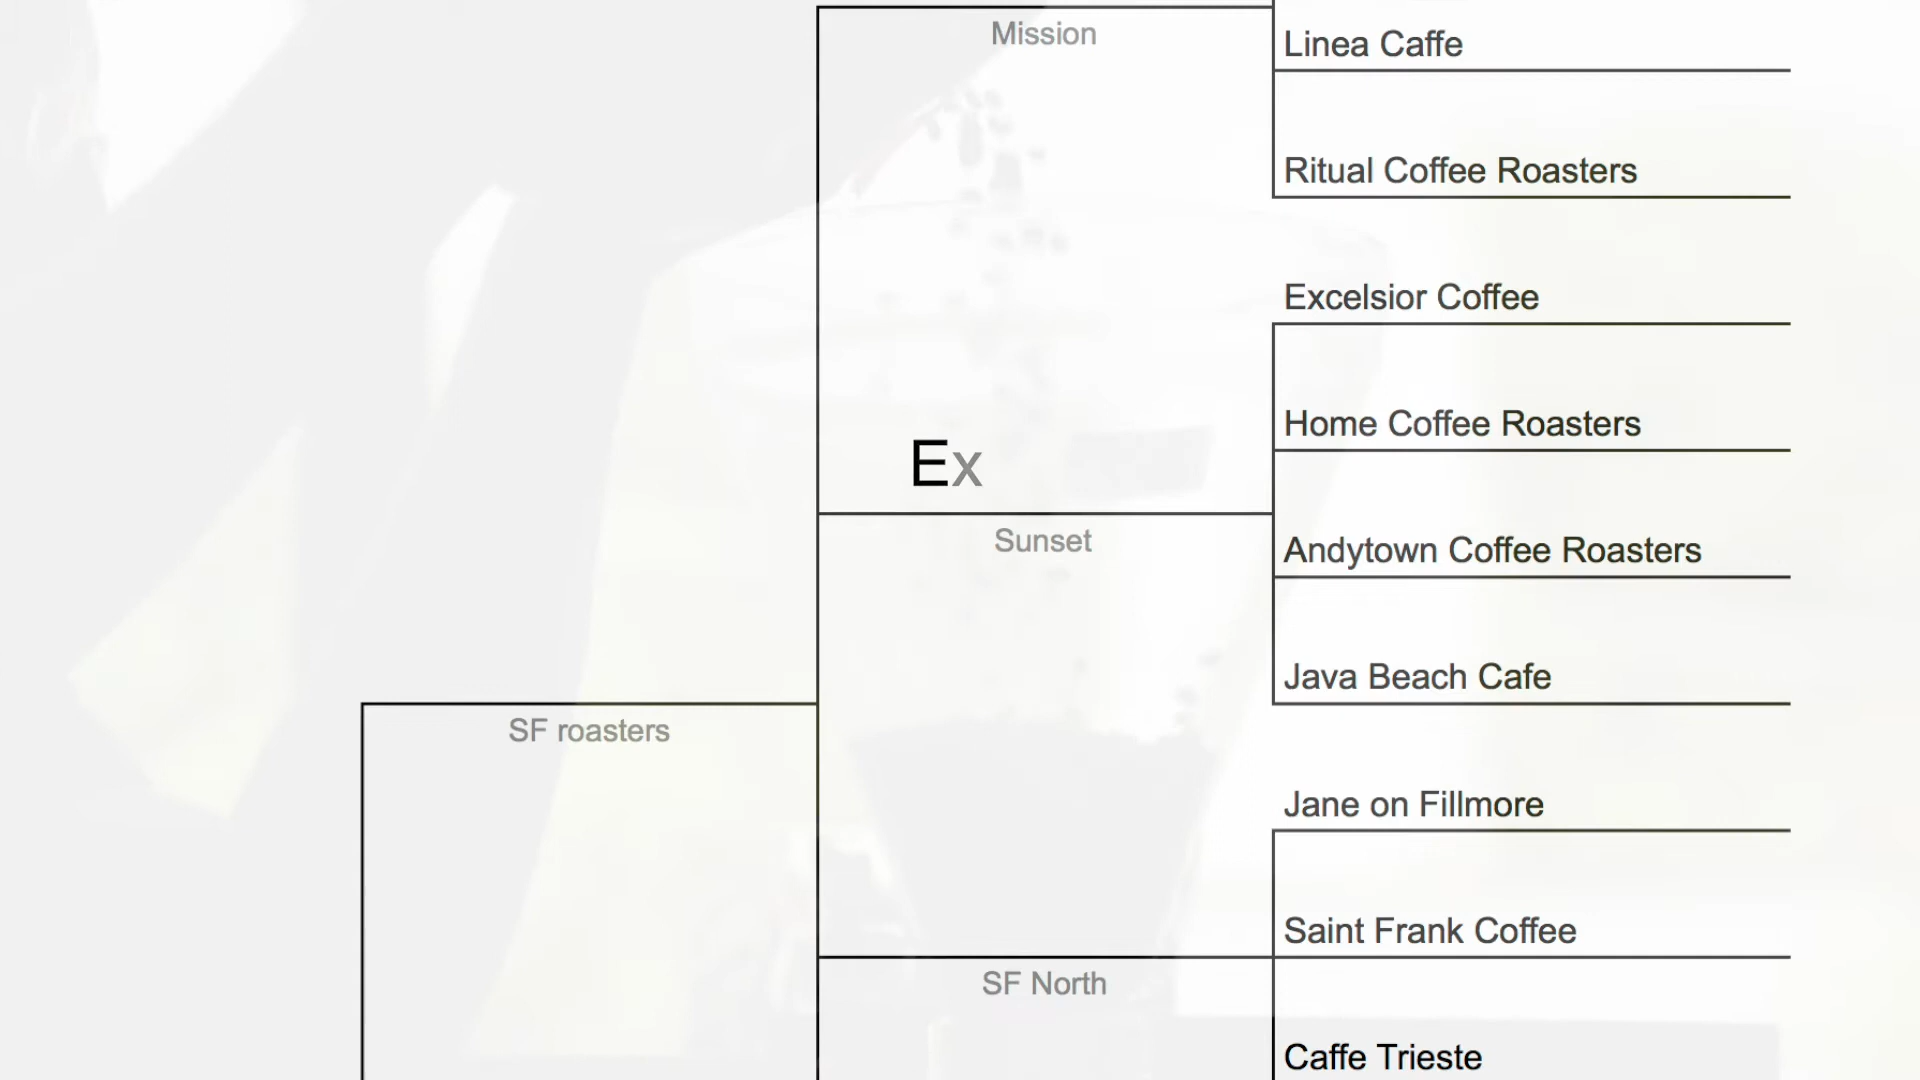 Mission
Linea Caffe
Ritual Coffee Roasters
Excelsior Coffee
Home Coffee Roasters
Ex
Sunset
Andytown Coffee Roasters
Java Beach Cafe
SF roasters
Jane on Fillmore
Saint Frank Coffee
SF North
Caffe Trieste